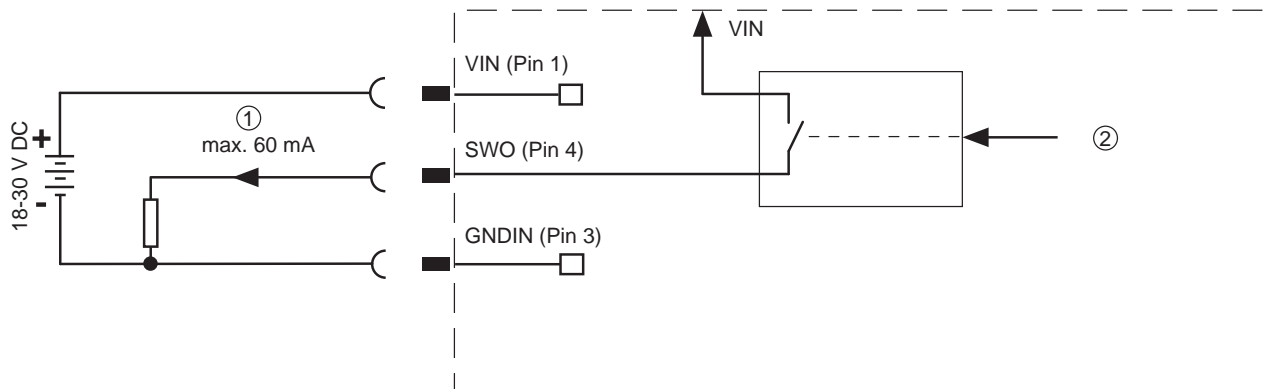 VIN
VIN (Pin 1)
①
max. 60 mA
SWO (Pin 4)
②
18-30 V DC
+
-
GNDIN (Pin 3)